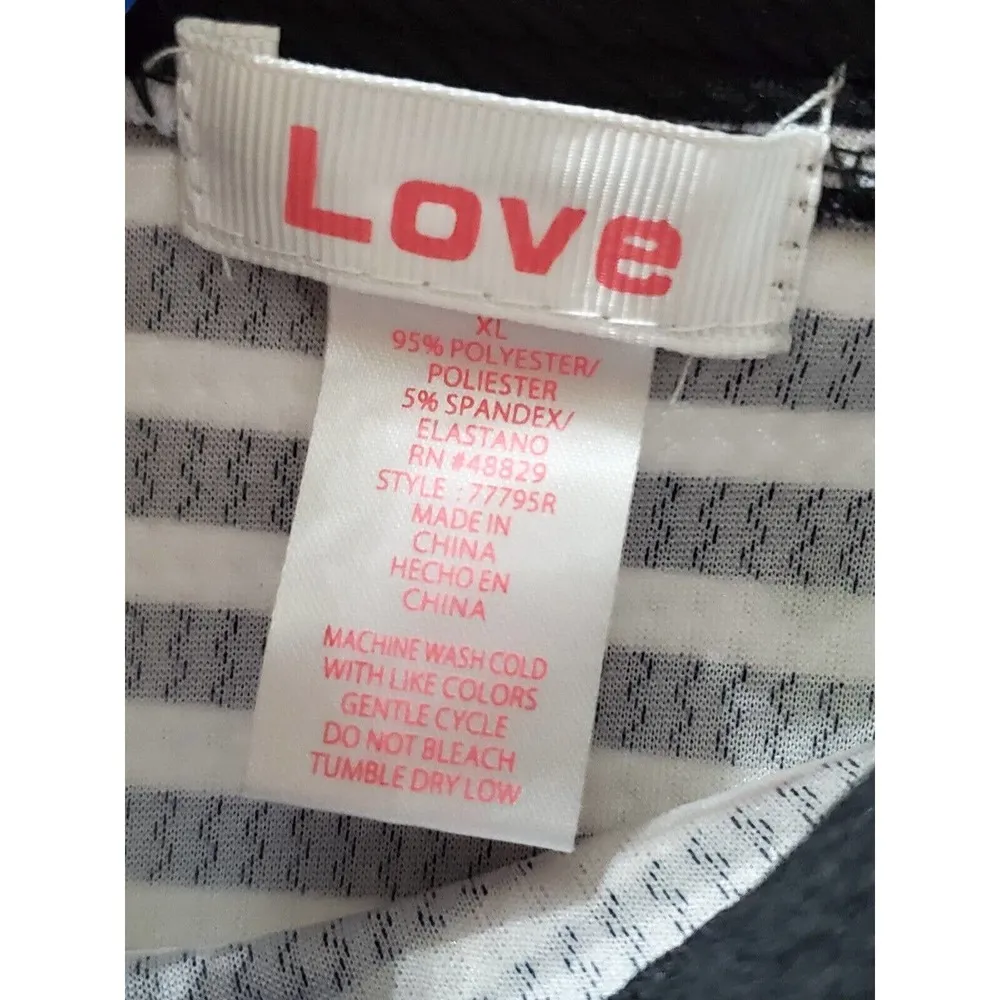 Love
XL
95% POLYESTER/
POLIESTER
5% SPANDEX/
ELASTANO
RN #48829
STYLE : 77795R
MADE IN
CHINA
HECHO EN
CHINA
MACHINE WASH COLD
WITH LIKE COLORS
GENTLE CYCLE
DO NOT BLEACH
TUMBLE DRY LOW